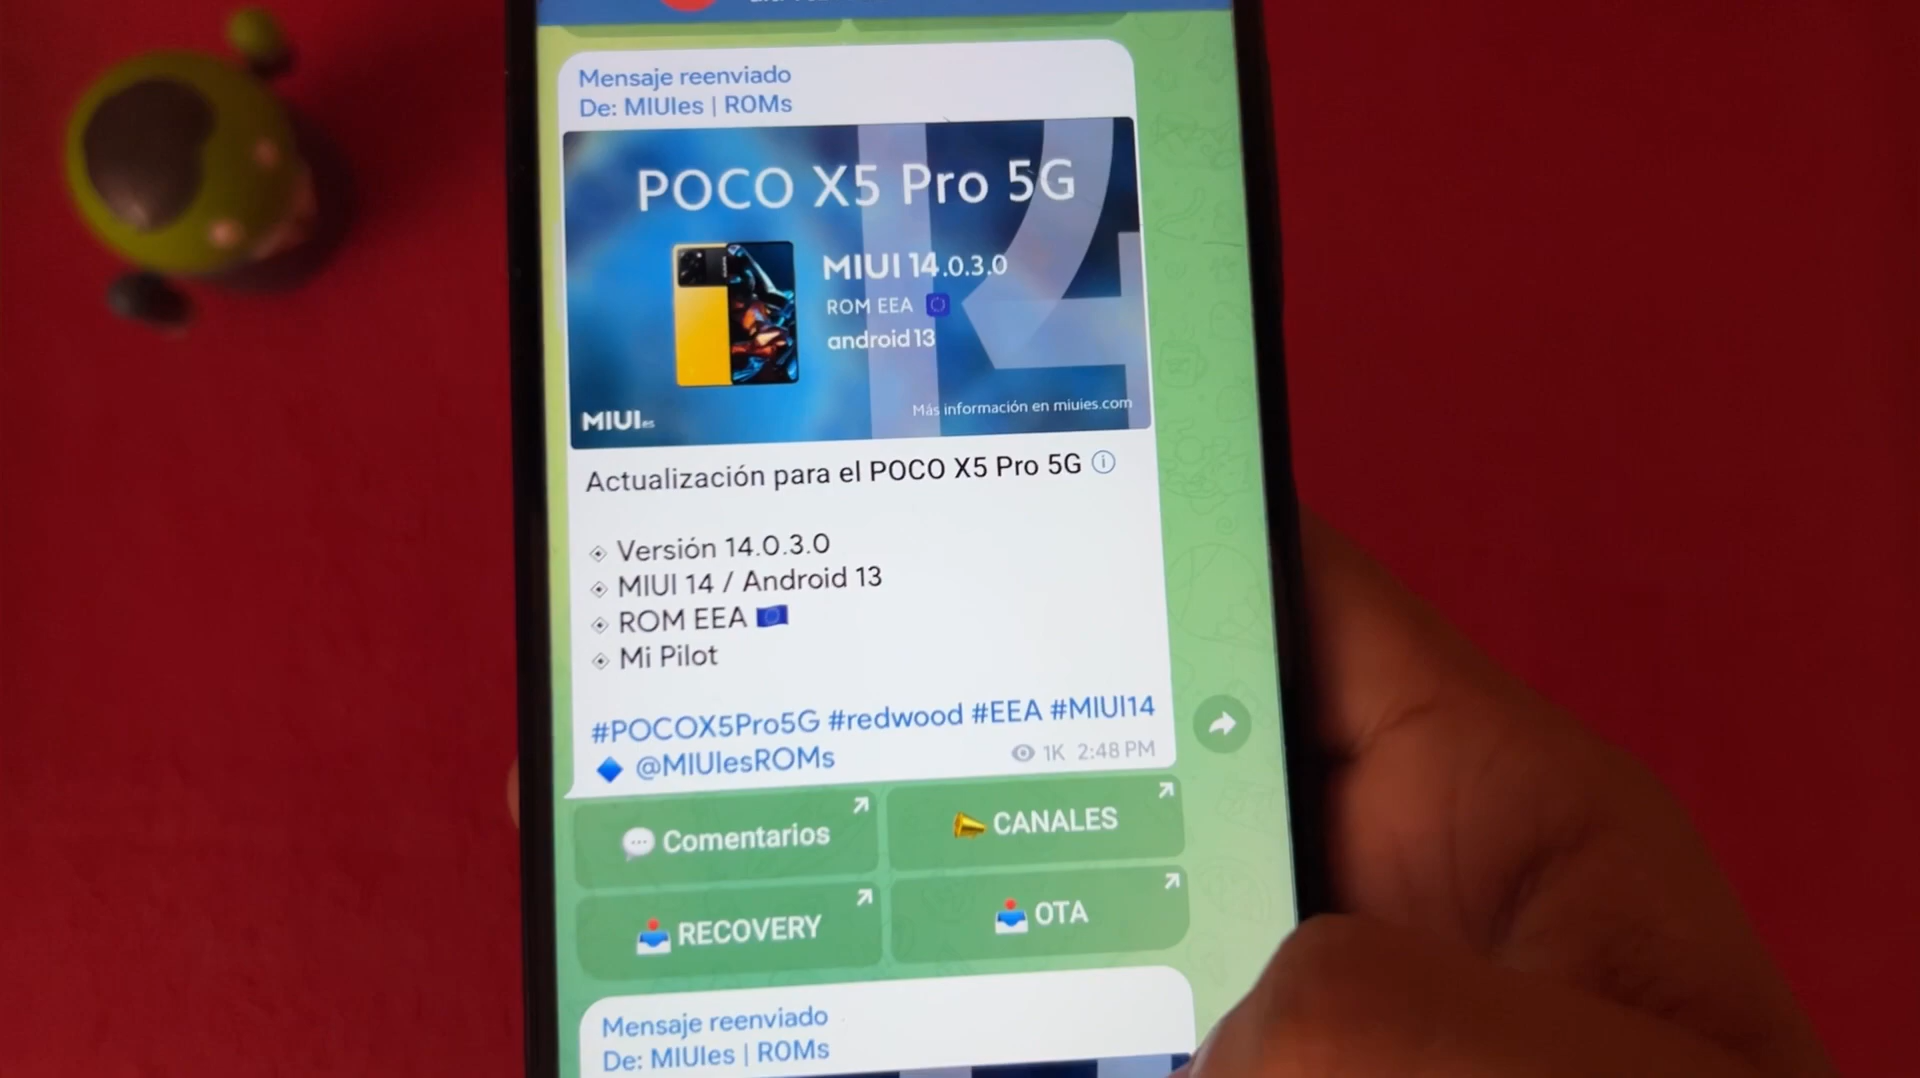 Mensaje reenviado
De: MIUIes | ROMs
POCO X5 Pro 5G
MIUI 14.0.3.0
ROM EEA
android 13
MIUI.es
Más información en miuies.com
Actualización para el POCO X5 Pro 5G
Versión 14.0.3.0
MIUI 14 / Android 13
ROM EEA 🇪🇺
Mi Pilot
#POCOX5Pro5G #redwood #EEA #MIUI14
🔷 @MIUIesROMs
1K 2:48 PM
💬 Comentarios
📣 CANALES
📥 RECOVERY
📥 OTA
Mensaje reenviado
De: MIUIes | ROMs